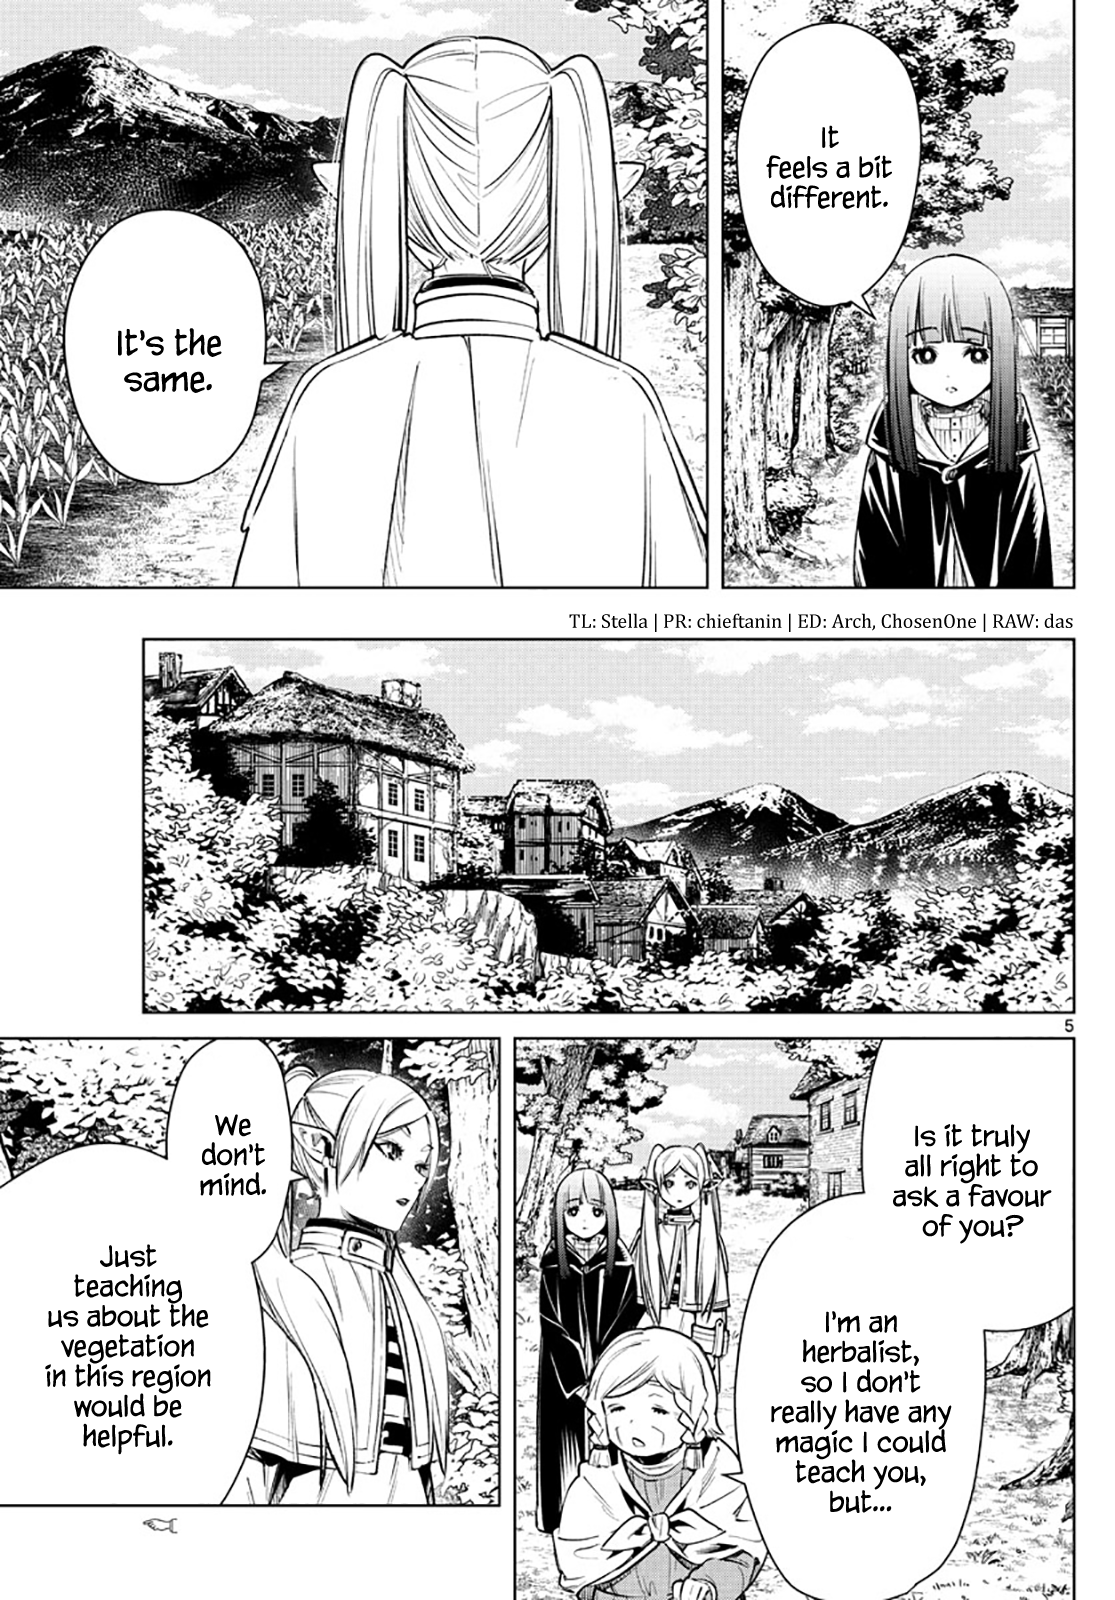 It
feels a bit
different.
It's the
same.
TL: Stella | PR: chieftanin | ED: Arch, ChosenOne | RAW: das
5
Is it truly
all right to
ask a favour
of you?
I'm an
herbalist,
so I don't
really have any
magic I could
teach you,
but...
We
don't
mind.
Just
teaching
us about the
vegetation
in this region
would be
helpful.